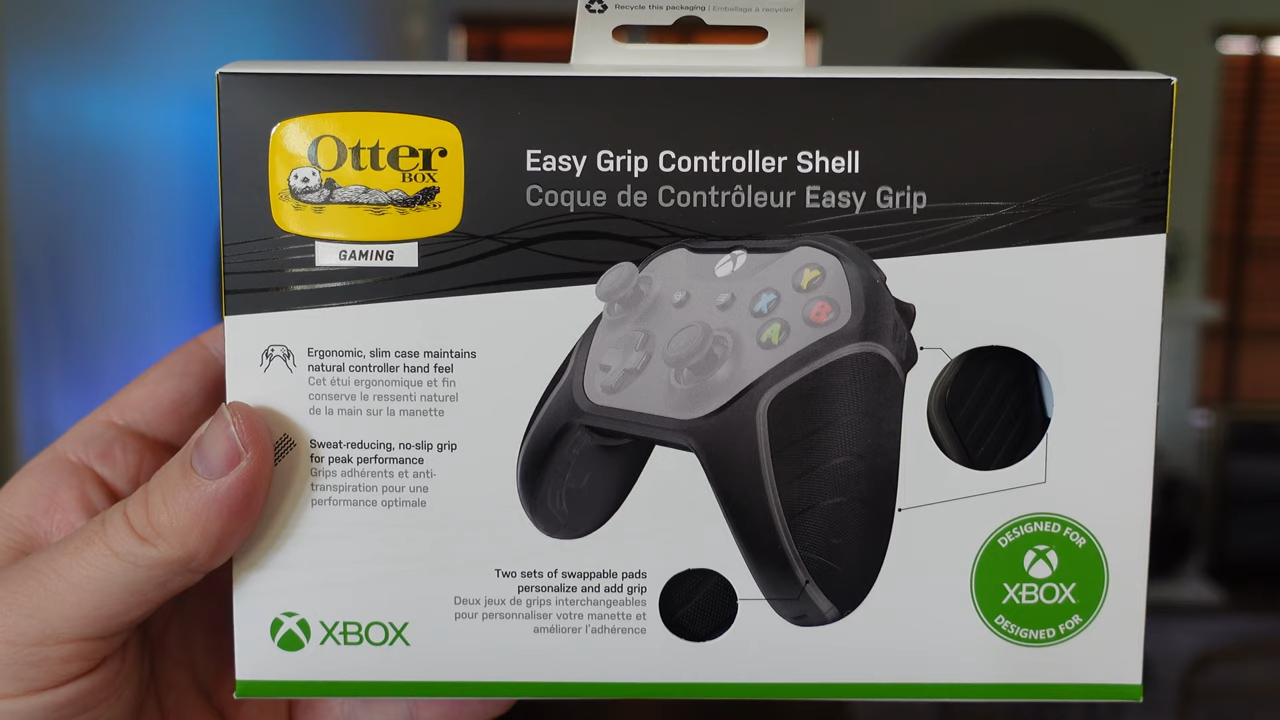 Recycle this packaging | Emballage à recycler
Otter
BOX
GAMING
Easy Grip Controller Shell
Coque de Contrôleur Easy Grip
Y
X
B
A
Ergonomic, slim case maintains
natural controller hand feel
Cet étui ergonomique et fin
conserve le ressenti naturel
de la main sur la manette
Sweat-reducing, no-slip grip
for peak performance
Grips adhérents et anti-
transpiration pour une
performance optimale
Two sets of swappable pads
personalize and add grip
Deux jeux de grips interchangeables
pour personnaliser votre manette et
améliorer l'adhérence
XBOX
DESIGNED FOR
XBOX
DESIGNED FOR